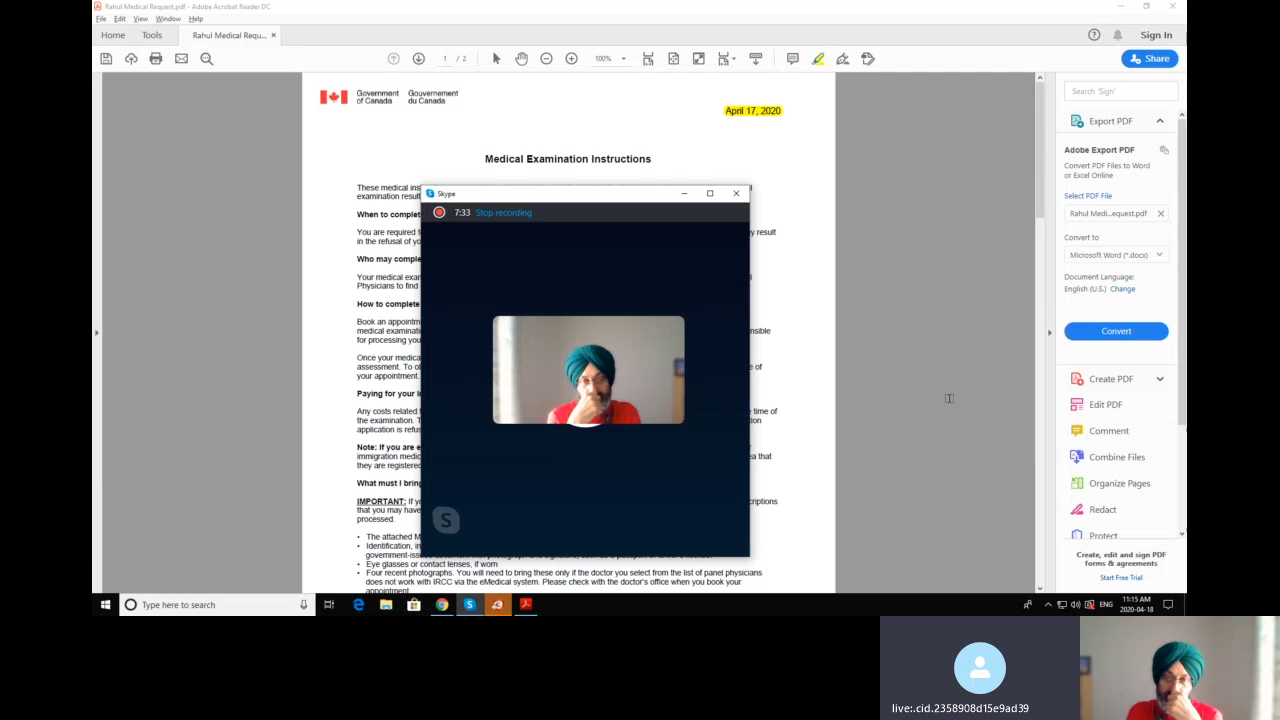 Rahul Medical Request.pdf - Adobe Acrobat Reader DC
File Edit View Window Help
Home Tools Rahul Medical Requ... × Sign In
1 / 2 100% Share
Government of Canada
Gouvernement du Canada
April 17, 2020
Medical Examination Instructions
These medical ins
examination result
When to complet
You are required
in the refusal of yo
y result
Who may comple
Your medical exar
Physicians to find
How to complete
Book an appointm
medical examinatio
nsible
for processing you
Once your medica
assessment. To ob
e of
your appointment.
Paying for your
Any costs related
e time of
the examination. T
ion
application is refus
Note: If you are e
immigration medic
ea that
they are registered
What must I bring
IMPORTANT: If yo
criptions
that you may have
processed.
• The attached M
• Identification, in
• Eye glasses or contact lenses, if worn
• Four recent photographs. You will need to bring these only if the doctor you select from the list of panel physicians
does not work with IRCC via the eMedical system. Please check with the doctor's office when you book your
appointment
Skype
7:33 Stop recording
Search 'Sign'
Export PDF
Adobe Export PDF
Convert PDF Files to Word
or Excel Online
Select PDF File
Rahul Medi...equest.pdf
Convert to
Microsoft Word (*.docx)
Document Language:
English (U.S.) Change
Convert
Create PDF
Edit PDF
Comment
Combine Files
Organize Pages
Redact
Protect
Create, edit and sign PDF
forms & agreements
Start Free Trial
Type here to search
ENG
11:15 AM
2020-04-18
live:.cid.2358908d15e9ad39